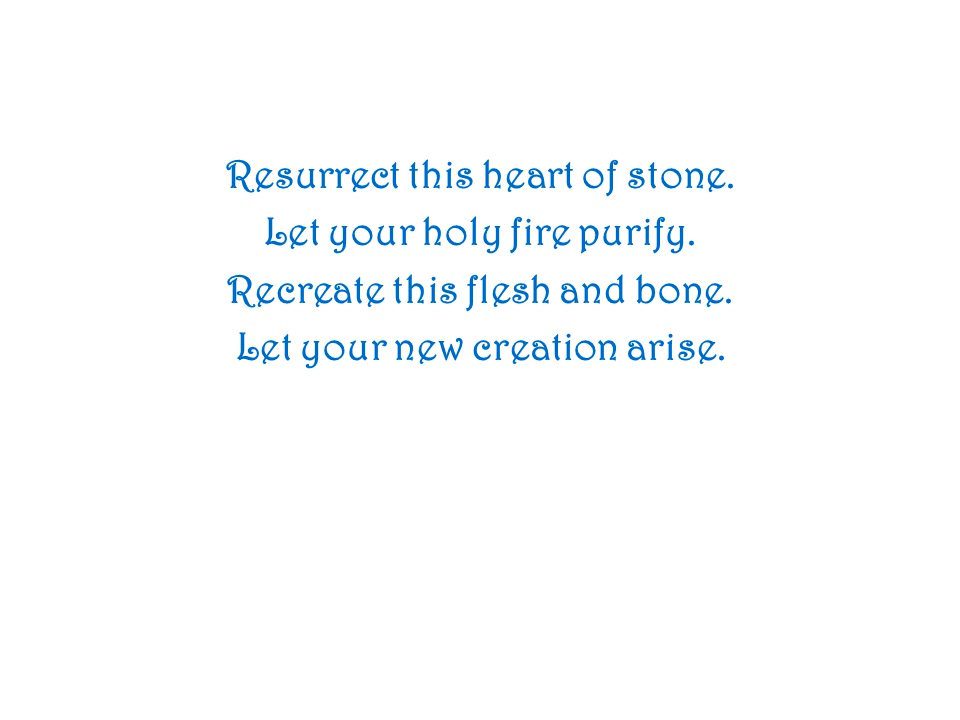 Resurrect this heart of stone.
Let your holy fire purify.
Recreate this flesh and bone.
Let your new creation arise.